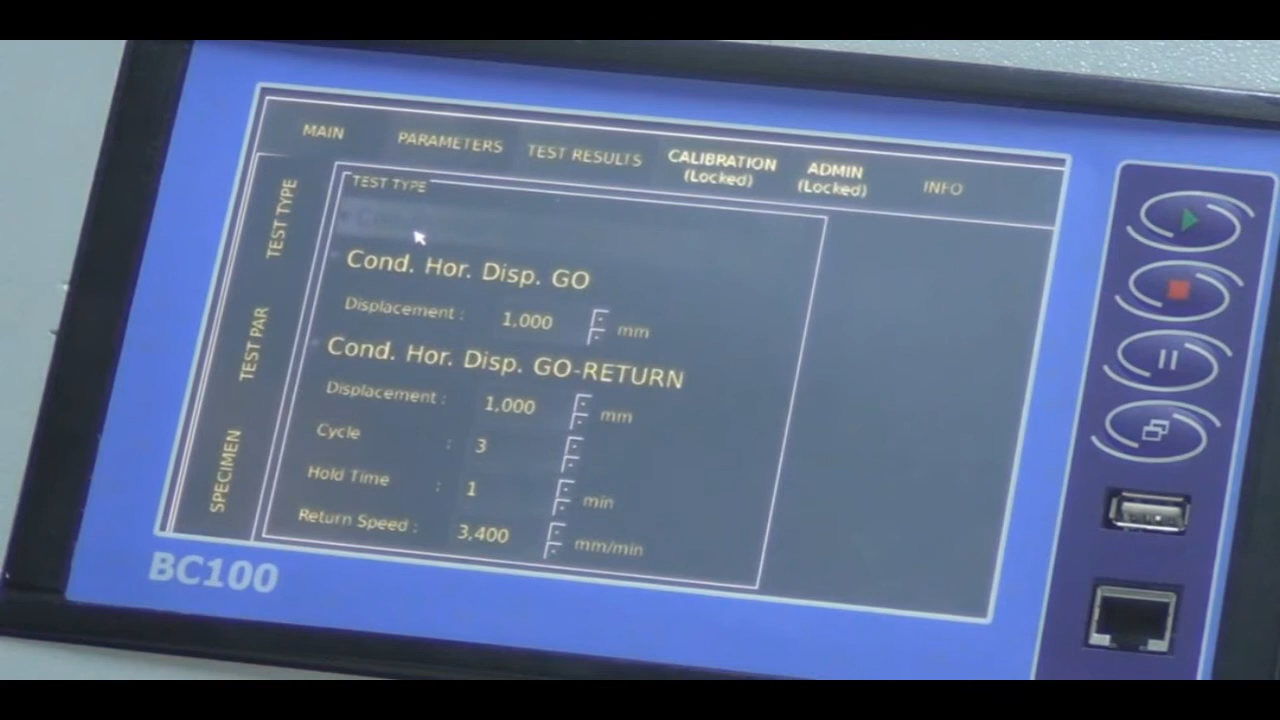 MAIN PARAMETERS TEST RESULTS CALIBRATION (Locked) ADMIN (Locked) INFO
TEST TYPE
TEST PAR
SPECIMEN
TEST TYPE
Cond. Hor. Disp. GO
Displacement : 1,000 mm
Cond. Hor. Disp. GO-RETURN
Displacement : 1,000 mm
Cycle : 3
Hold Time : 1 min
Return Speed : 3,400 mm/min
BC100